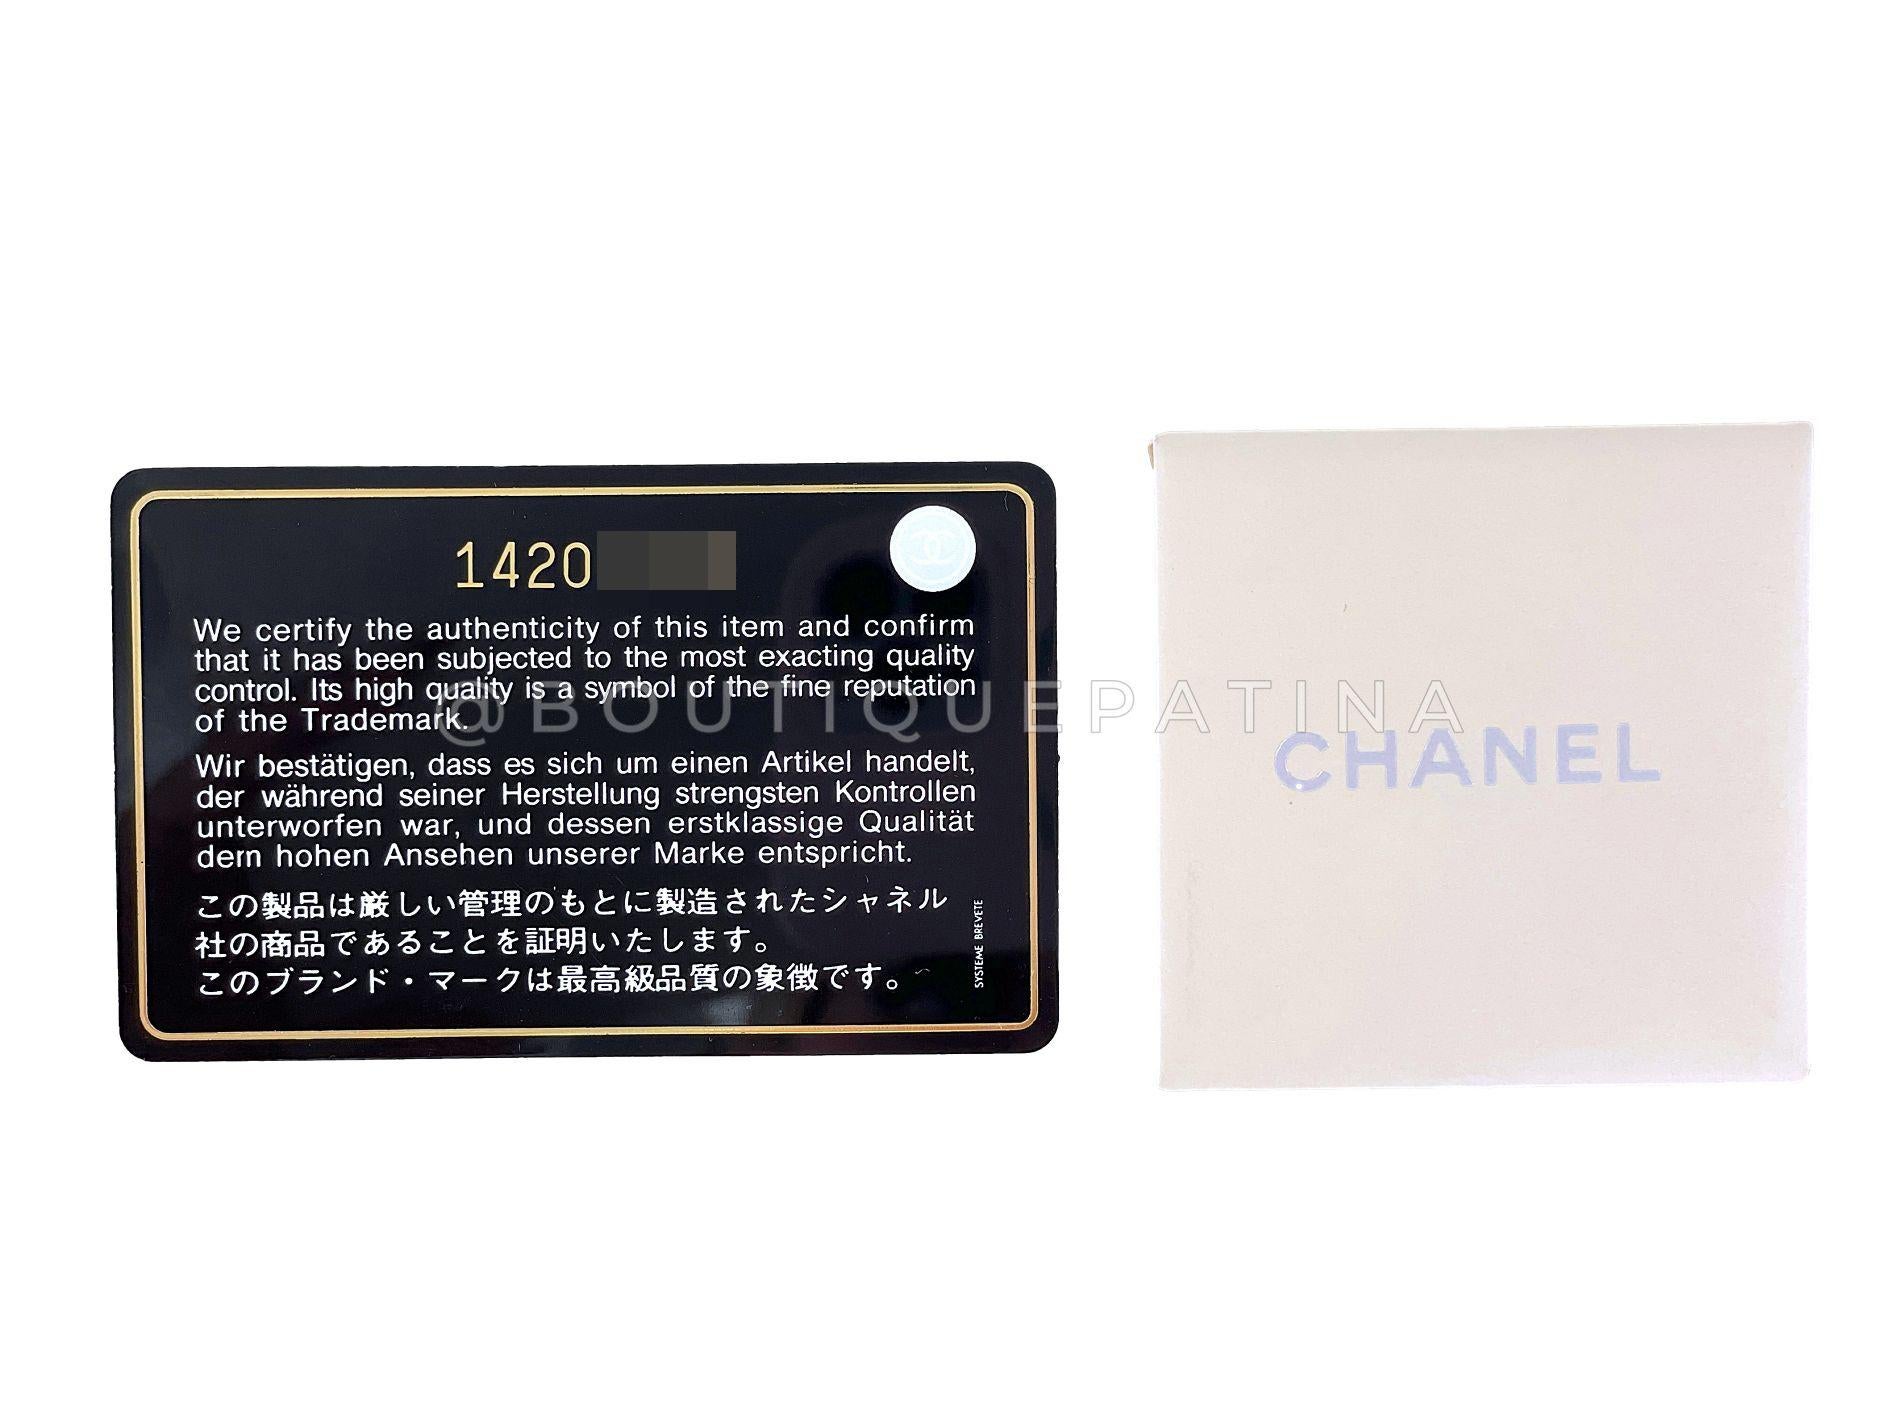 1420
We certify the authenticity of this item and confirm
that it has been subjected to the most exacting quality
control. Its high quality is a symbol of the fine reputation
of the Trademark.
Wir bestätigen, dass es sich um einen Artikel handelt,
der während seiner Herstellung strengsten Kontrollen
unterworfen war, und dessen erstklassige Qualität
dem hohen Ansehen unserer Marke entspricht.
この製品は厳しい管理のもとに製造されたシャネル
社の商品であることを証明いたします。
このブランド・マークは最高級品質の象徴です。
SYSTEME BREVETE
@BOUTIQUEPATINA
CHANEL